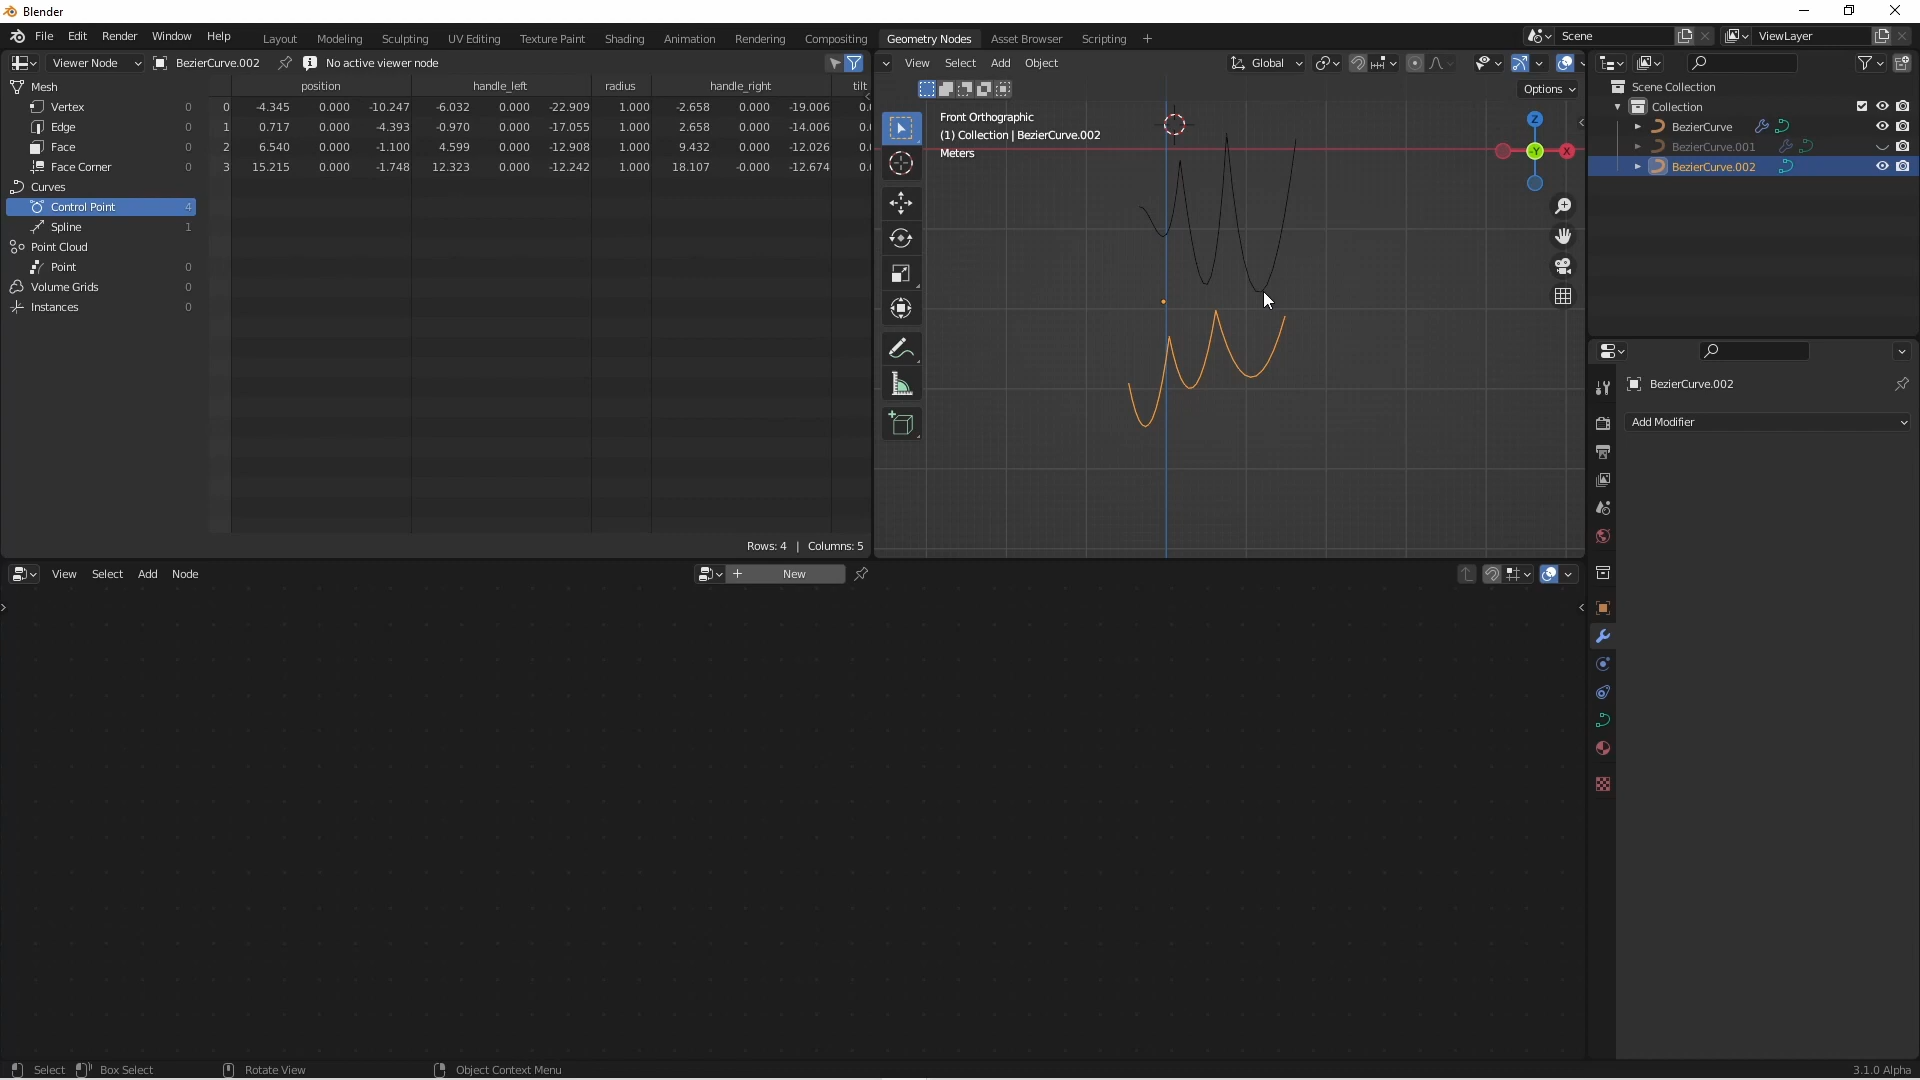 Blender
File Edit Render Window Help Layout Modeling Sculpting UV Editing Texture Paint Shading Animation Rendering Compositing Geometry Nodes Asset Browser Scripting + Scene ViewLayer
Viewer Node BezierCurve.002 No active viewer node
View Select Add Object Global
Options
Mesh
Vertex 0
Edge 0
Face 0
Face Corner 0
Curves
Control Point 4
Spline 1
Point Cloud
Point 0
Volume Grids 0
Instances 0
position handle_left radius handle_right tilt
0 -4.345 0.000 -10.247 -6.032 0.000 -22.909 1.000 -2.658 0.000 -19.006 0.
1 0.717 0.000 -4.393 -0.970 0.000 -17.055 1.000 2.658 0.000 -14.006 0.
2 6.540 0.000 -1.100 4.599 0.000 -12.908 1.000 9.432 0.000 -12.026 0.
3 15.215 0.000 -1.748 12.323 0.000 -12.242 1.000 18.107 -0.000 -12.674 0.
Rows: 4 | Columns: 5
Front Orthographic
(1) Collection | BezierCurve.002
Meters
Z
-Y
X
Scene Collection
Collection
BezierCurve
BezierCurve.001
BezierCurve.002
BezierCurve.002
Add Modifier
View Select Add Node
+ New
Select Box Select Rotate View Object Context Menu
3.1.0 Alpha